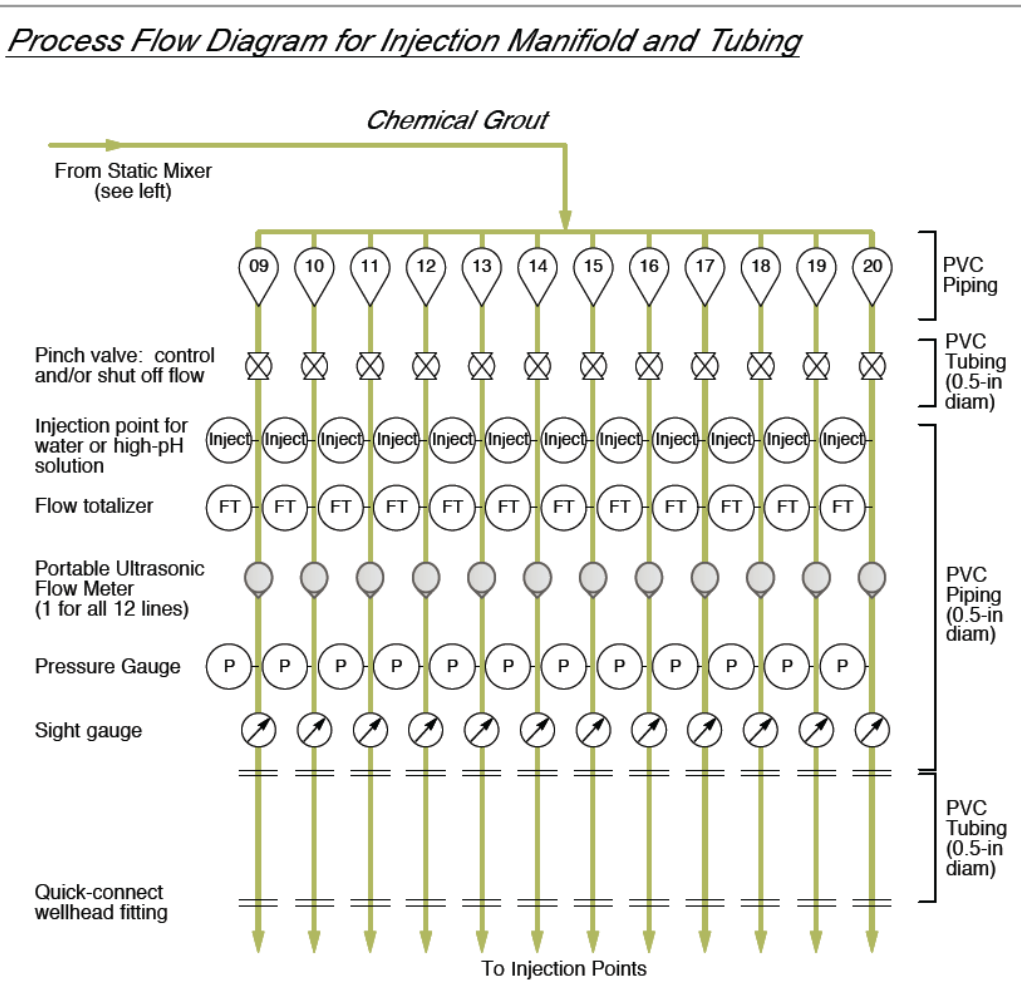 Process Flow Diagram for Injection Manifiold and Tubing
Chemical Grout
From Static Mixer
(see left)
09 10 11 12 13 14 15 16 17 18 19 20
PVC
Piping
Pinch valve: control
and/or shut off flow
PVC
Tubing
(0.5-in
diam)
Injection point for
water or high-pH
solution
Inject Inject Inject Inject Inject Inject Inject Inject Inject Inject Inject Inject
Flow totalizer
FT FT FT FT FT FT FT FT FT FT FT FT
Portable Ultrasonic
Flow Meter
(1 for all 12 lines)
PVC
Piping
(0.5-in
diam)
Pressure Gauge
P P P P P P P P P P P P
Sight gauge
PVC
Tubing
(0.5-in
diam)
Quick-connect
wellhead fitting
To Injection Points